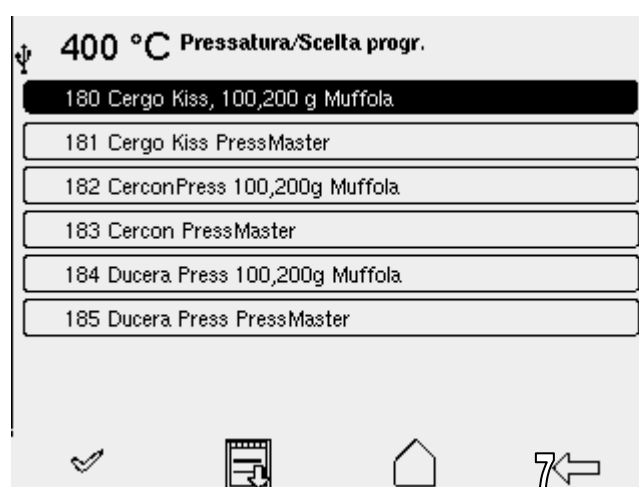 400 °C Pressatura/Scelta progr.
180 Cergo Kiss, 100,200 g Muffola
181 Cergo Kiss PressMaster
182 CerconPress 100,200g Muffola
183 Cercon PressMaster
184 Ducera Press 100,200g Muffola
185 Ducera Press PressMaster
7